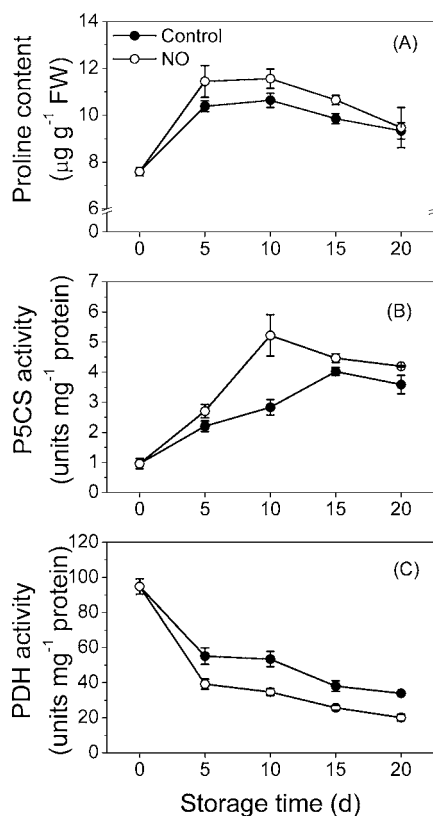 Control
NO
(A)
Proline content
(µg g⁻¹ FW)
12
10
8
6
0
0 5 10 15 20
(B)
P5CS activity
(units mg⁻¹ protein)
7
6
5
4
3
2
1
0
0 5 10 15 20
(C)
PDH activity
(units mg⁻¹ protein)
120
100
80
60
40
20
0
0 5 10 15 20
Storage time (d)